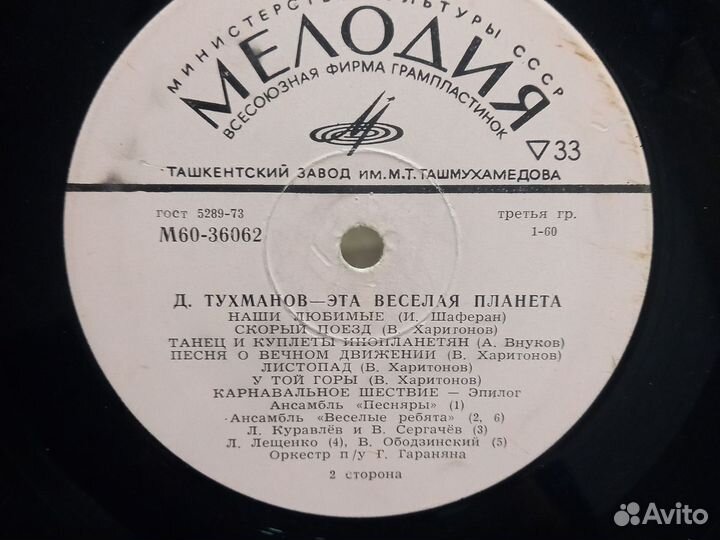 МИНИСТЕРСТВО КУЛЬТУРЫ СССР
МЕЛОДИЯ
ВСЕСОЮЗНАЯ ФИРМА ГРАМПЛАСТИНОК
33
ТАШКЕНТСКИЙ ЗАВОД ИМ. М.Т. ТАШМУХАМЕДОВА
гост 5289-73
третья гр.
М60-36062
1-60
Д. ТУХМАНОВ—ЭТА ВЕСЕЛАЯ ПЛАНЕТА
НАШИ ЛЮБИМЫЕ (И. Шаферан)
СКОРЫЙ ПОЕЗД (В. Харитонов)
ТАНЕЦ И КУПЛЕТЫ ИНОПЛАНЕТЯН (А. Внуков)
ПЕСНЯ О ВЕЧНОМ ДВИЖЕНИИ (В. Харитонов)
ЛИСТОПАД (В. Харитонов)
У ТОЙ ГОРЫ (В. Харитонов)
КАРНАВАЛЬНОЕ ШЕСТВИЕ — Эпилог
Ансамбль «Песняры» (1)
Ансамбль «Веселые ребята» (2, 6)
Л. Куравлёв и В. Сергачёв (3)
Л. Лещенко (4), В. Ободзинский (5)
Оркестр п/у Г. Гараняна
2 сторона
Avito